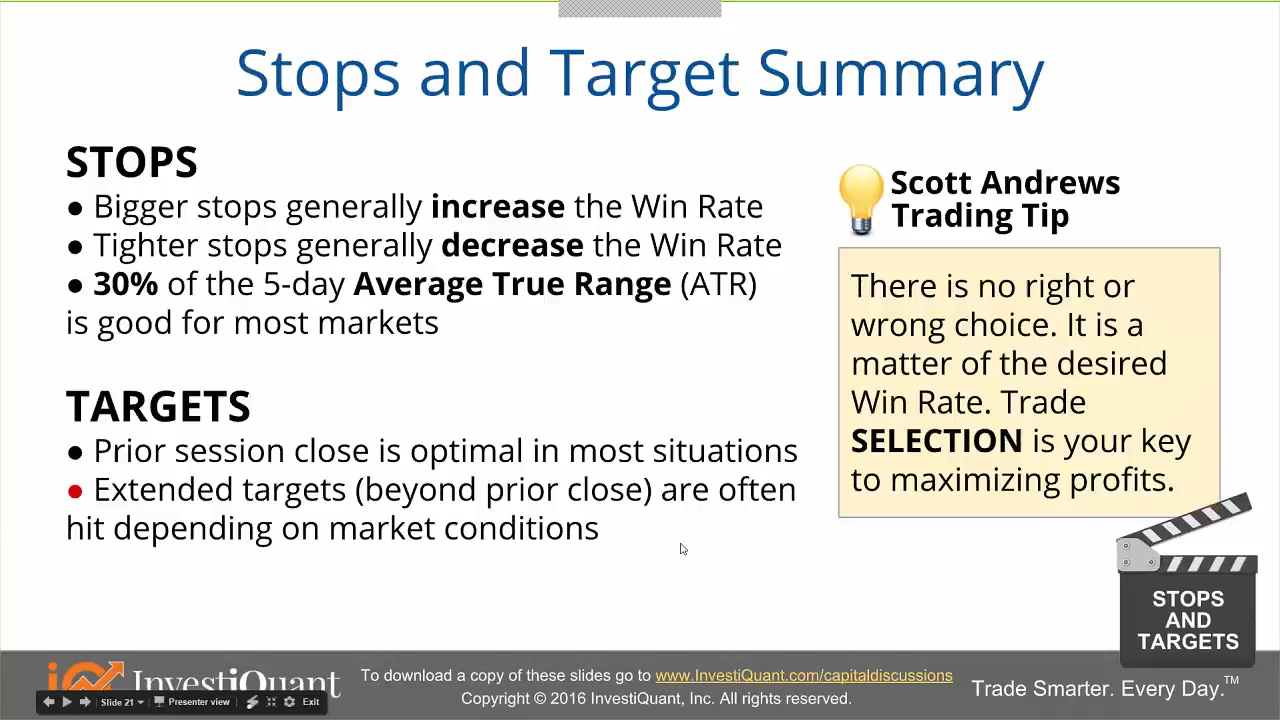 Stops and Target Summary
STOPS
● Bigger stops generally increase the Win Rate
● Tighter stops generally decrease the Win Rate
● 30% of the 5-day Average True Range (ATR)
is good for most markets
TARGETS
● Prior session close is optimal in most situations
● Extended targets (beyond prior close) are often
hit depending on market conditions
Scott Andrews
Trading Tip
There is no right or
wrong choice. It is a
matter of the desired
Win Rate. Trade
SELECTION is your key
to maximizing profits.
STOPS
AND
TARGETS
InvestiQuant
To download a copy of these slides go to www.InvestiQuant.com/capitaldiscussions
Copyright © 2016 InvestiQuant, Inc. All rights reserved.
Trade Smarter. Every Day.™
Slide 21
Presenter view
Exit